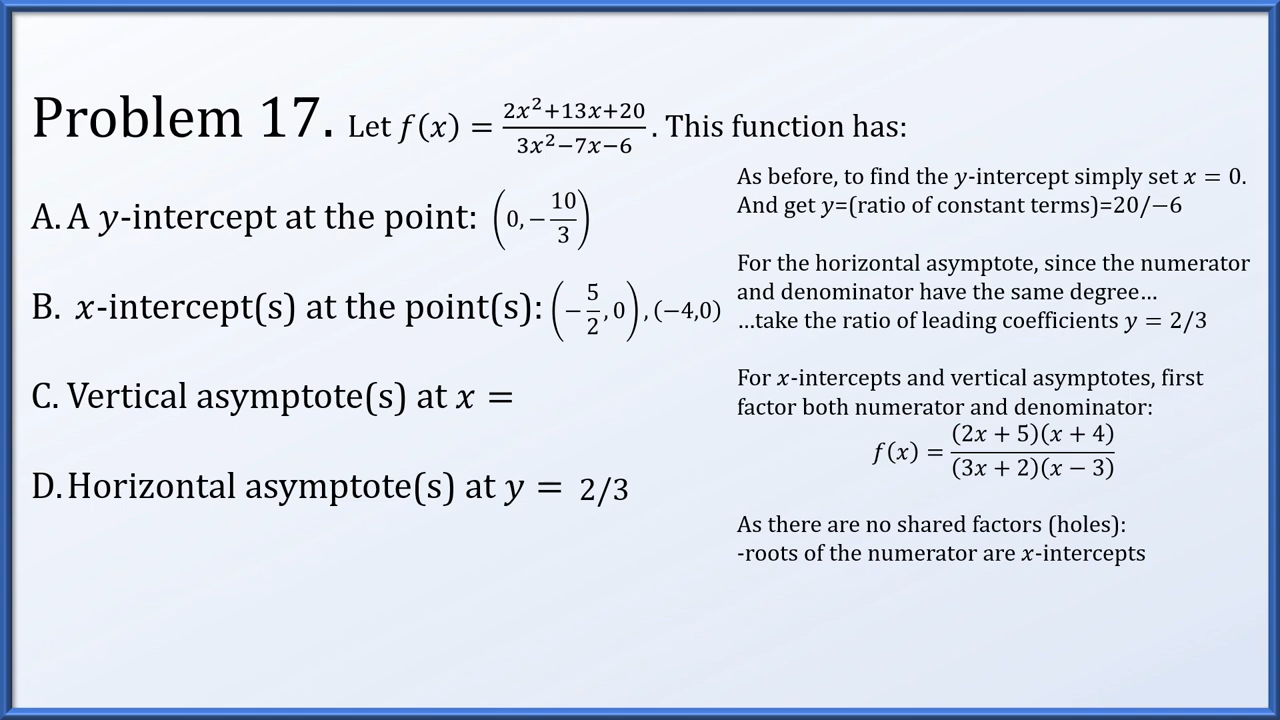 Problem 17. Let f(x) = (2x²+13x+20)/(3x²−7x−6). This function has:
A. A y-intercept at the point: (0, −10/3)
B. x-intercept(s) at the point(s): (−5/2, 0), (−4,0)
C. Vertical asymptote(s) at x =
D. Horizontal asymptote(s) at y = 2/3
As before, to find the y-intercept simply set x = 0.
And get y=(ratio of constant terms)=20/−6
For the horizontal asymptote, since the numerator
and denominator have the same degree…
…take the ratio of leading coefficients y = 2/3
For x-intercepts and vertical asymptotes, first
factor both numerator and denominator:
f(x) = (2x + 5)(x + 4)/(3x + 2)(x − 3)
As there are no shared factors (holes):
-roots of the numerator are x-intercepts